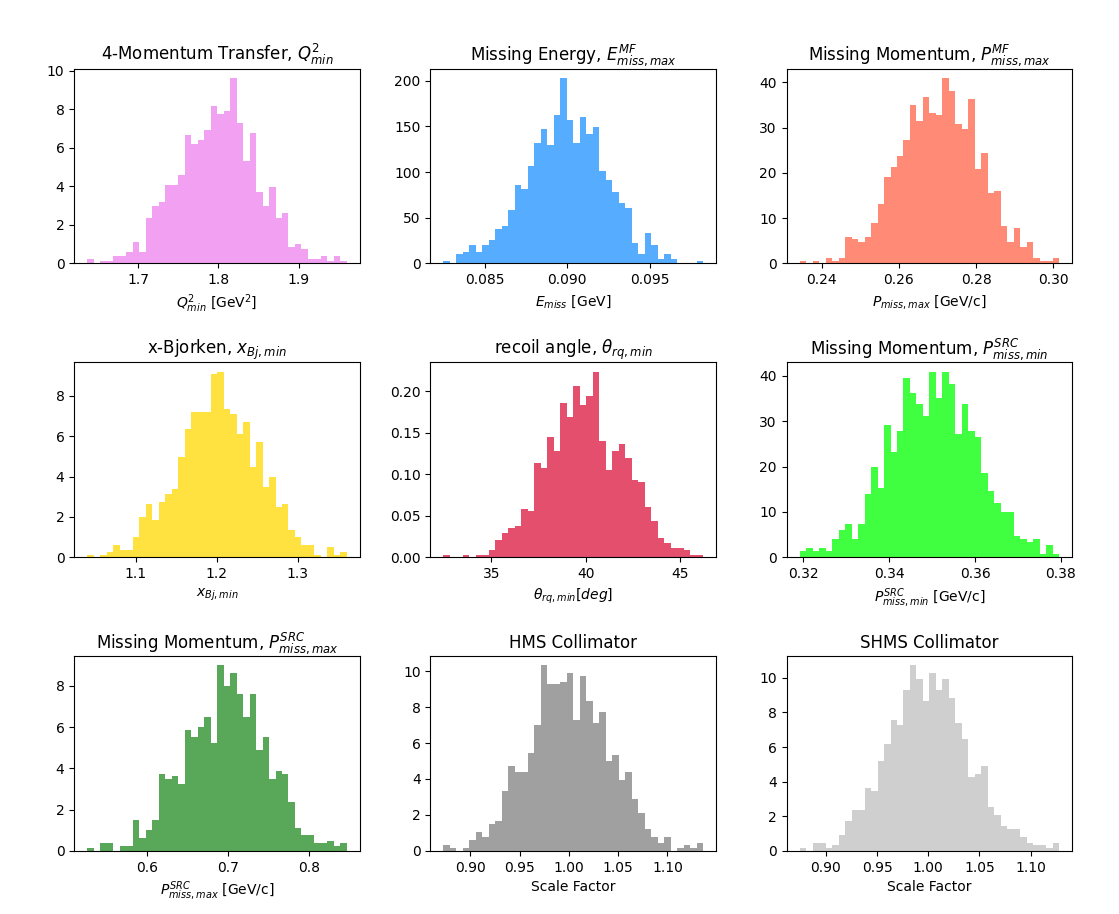 4-Momentum Transfer, $Q^2_{min}$
10
8
6
4
2
0
1.7 1.8 1.9
$Q^2_{min}$ [GeV$^2$]
Missing Energy, $E^{MF}_{miss, max}$
200
150
100
50
0
0.085 0.090 0.095
$E_{miss}$ [GeV]
Missing Momentum, $P^{MF}_{miss, max}$
40
30
20
10
0
0.24 0.26 0.28 0.30
$P_{miss, max}$ [GeV/c]
x-Bjorken, $x_{Bj, min}$
8
6
4
2
0
1.1 1.2 1.3
$x_{Bj, min}$
recoil angle, $\theta_{rq, min}$
0.20
0.15
0.10
0.05
0.00
35 40 45
$\theta_{rq, min}[deg]$
Missing Momentum, $P^{SRC}_{miss, min}$
40
30
20
10
0
0.32 0.34 0.36 0.38
$P^{SRC}_{miss, min}$ [GeV/c]
Missing Momentum, $P^{SRC}_{miss, max}$
8
6
4
2
0
0.6 0.7 0.8
$P^{SRC}_{miss, max}$ [GeV/c]
HMS Collimator
10
8
6
4
2
0
0.90 0.95 1.00 1.05 1.10
Scale Factor
SHMS Collimator
10
8
6
4
2
0
0.90 0.95 1.00 1.05 1.10
Scale Factor